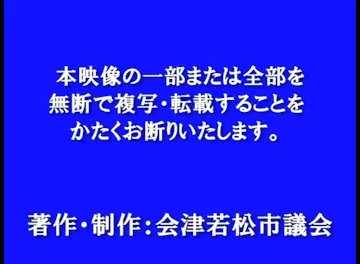 本映像の一部または全部を
無断で複写・転載することを
かたくお断りいたします。
著作・制作：会津若松市議会